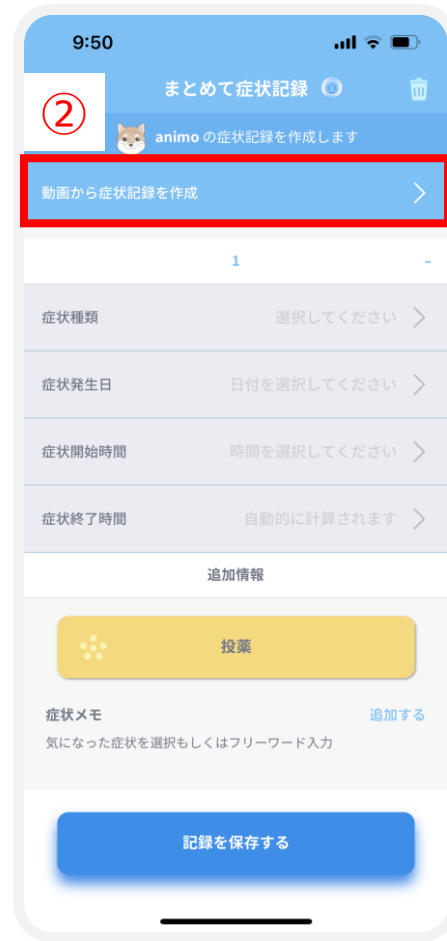 9:50
まとめて症状記録
②
animo の症状記録を作成します
動画から症状記録を作成
1
-
症状種類 選択してください
症状発生日 日付を選択してください
症状開始時間 時間を選択してください
症状終了時間 自動的に計算されます
追加情報
投薬
症状メモ 追加する
気になった症状を選択もしくはフリーワード入力
記録を保存する